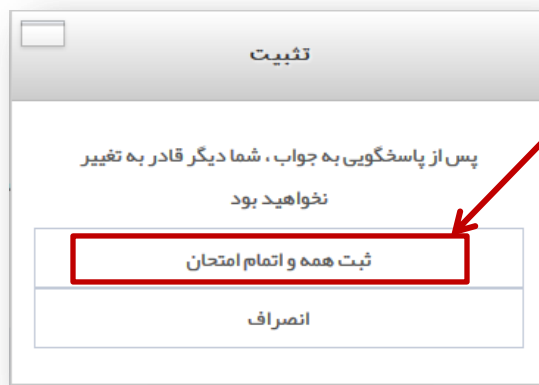 تثبیت
پس از پاسخگویی به جواب ، شما دیگر قادر به تغییر
نخواهید بود
ثبت همه و اتمام امتحان
انصراف